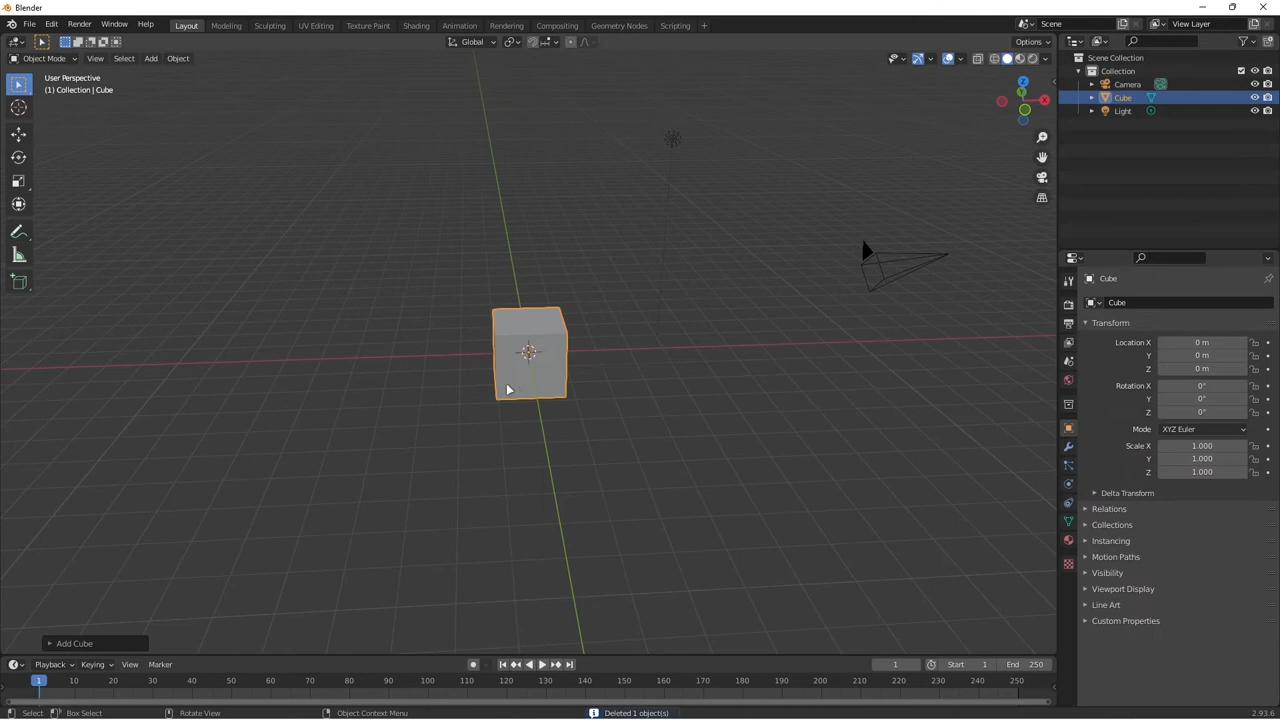 Blender
File Edit Render Window Help Layout Modeling Sculpting UV Editing Texture Paint Shading Animation Rendering Compositing Geometry Nodes Scripting + Scene View Layer
Global Options
Object Mode View Select Add Object
User Perspective
(1) Collection | Cube
Z
Y
X
Scene Collection
Collection
Camera
Cube
Light
Cube
Cube
Transform
Location X 0 m
Y 0 m
Z 0 m
Rotation X 0°
Y 0°
Z 0°
Mode XYZ Euler
Scale X 1.000
Y 1.000
Z 1.000
Delta Transform
Relations
Collections
Instancing
Motion Paths
Visibility
Viewport Display
Line Art
Custom Properties
Add Cube
Playback Keying View Marker 1 Start 1 End 250
1 10 20 30 40 50 60 70 80 90 100 110 120 130 140 150 160 170 180 190 200 210 220 230 240 250
Select Box Select Rotate View Object Context Menu Deleted 1 object(s) 2.93.6